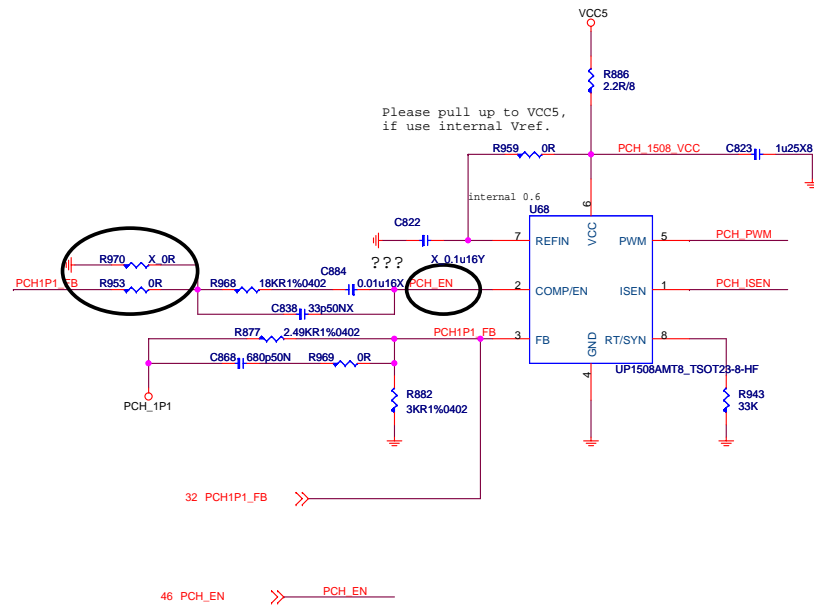 VCC5
R886
2.2R/8
Please pull up to VCC5,
if use internal Vref.
R959 0R
PCH_1508_VCC
C823 1u25X8
internal 0.6
U68
C822
X_0.1u16Y
7 REFIN
6 VCC
PWM 5
PCH_PWM
???
R970 X_0R
PCH1P1_FB
R953 0R
R968 18KR1%0402
C884
0.01u16X
PCH_EN
2 COMP/EN
ISEN 1
PCH_ISEN
C838 33p50NX
R877 2.49KR1%0402
PCH1P1_FB
3 FB
GND
4
RT/SYN 8
C868 680p50N
R969 0R
UP1508AMT8_TSOT23-8-HF
PCH_1P1
R882
3KR1%0402
R943
33K
32 PCH1P1_FB
46 PCH_EN
PCH_EN